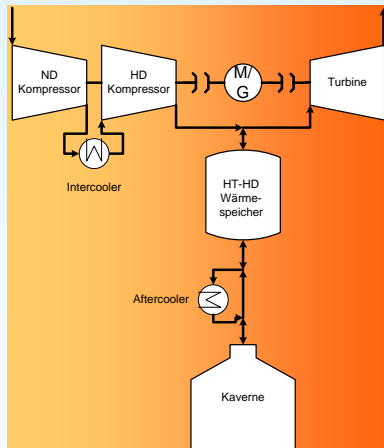 ND
Kompressor
HD
Kompressor
M/
G
Turbine
Intercooler
HT-HD
Wärme-
speicher
Aftercooler
Kaverne